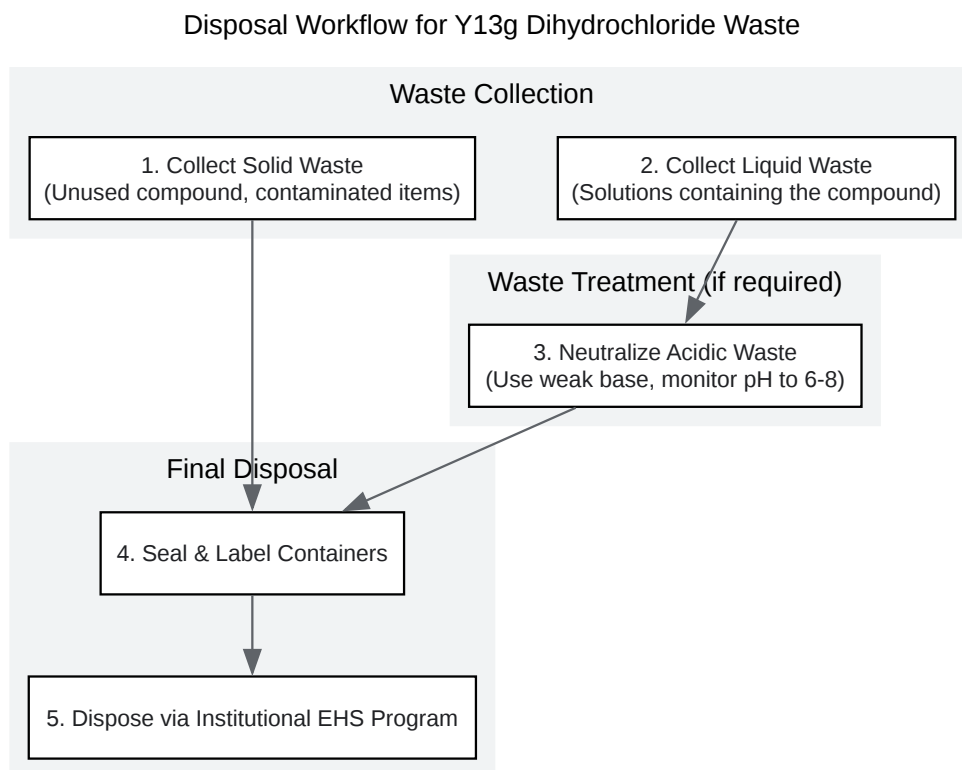 Disposal Workflow for Y13g Dihydrochloride Waste
Waste Collection
1. Collect Solid Waste
(Unused compound, contaminated items)
2. Collect Liquid Waste
(Solutions containing the compound)
Waste Treatment (if required)
3. Neutralize Acidic Waste
(Use weak base, monitor pH to 6-8)
Final Disposal
4. Seal & Label Containers
5. Dispose via Institutional EHS Program